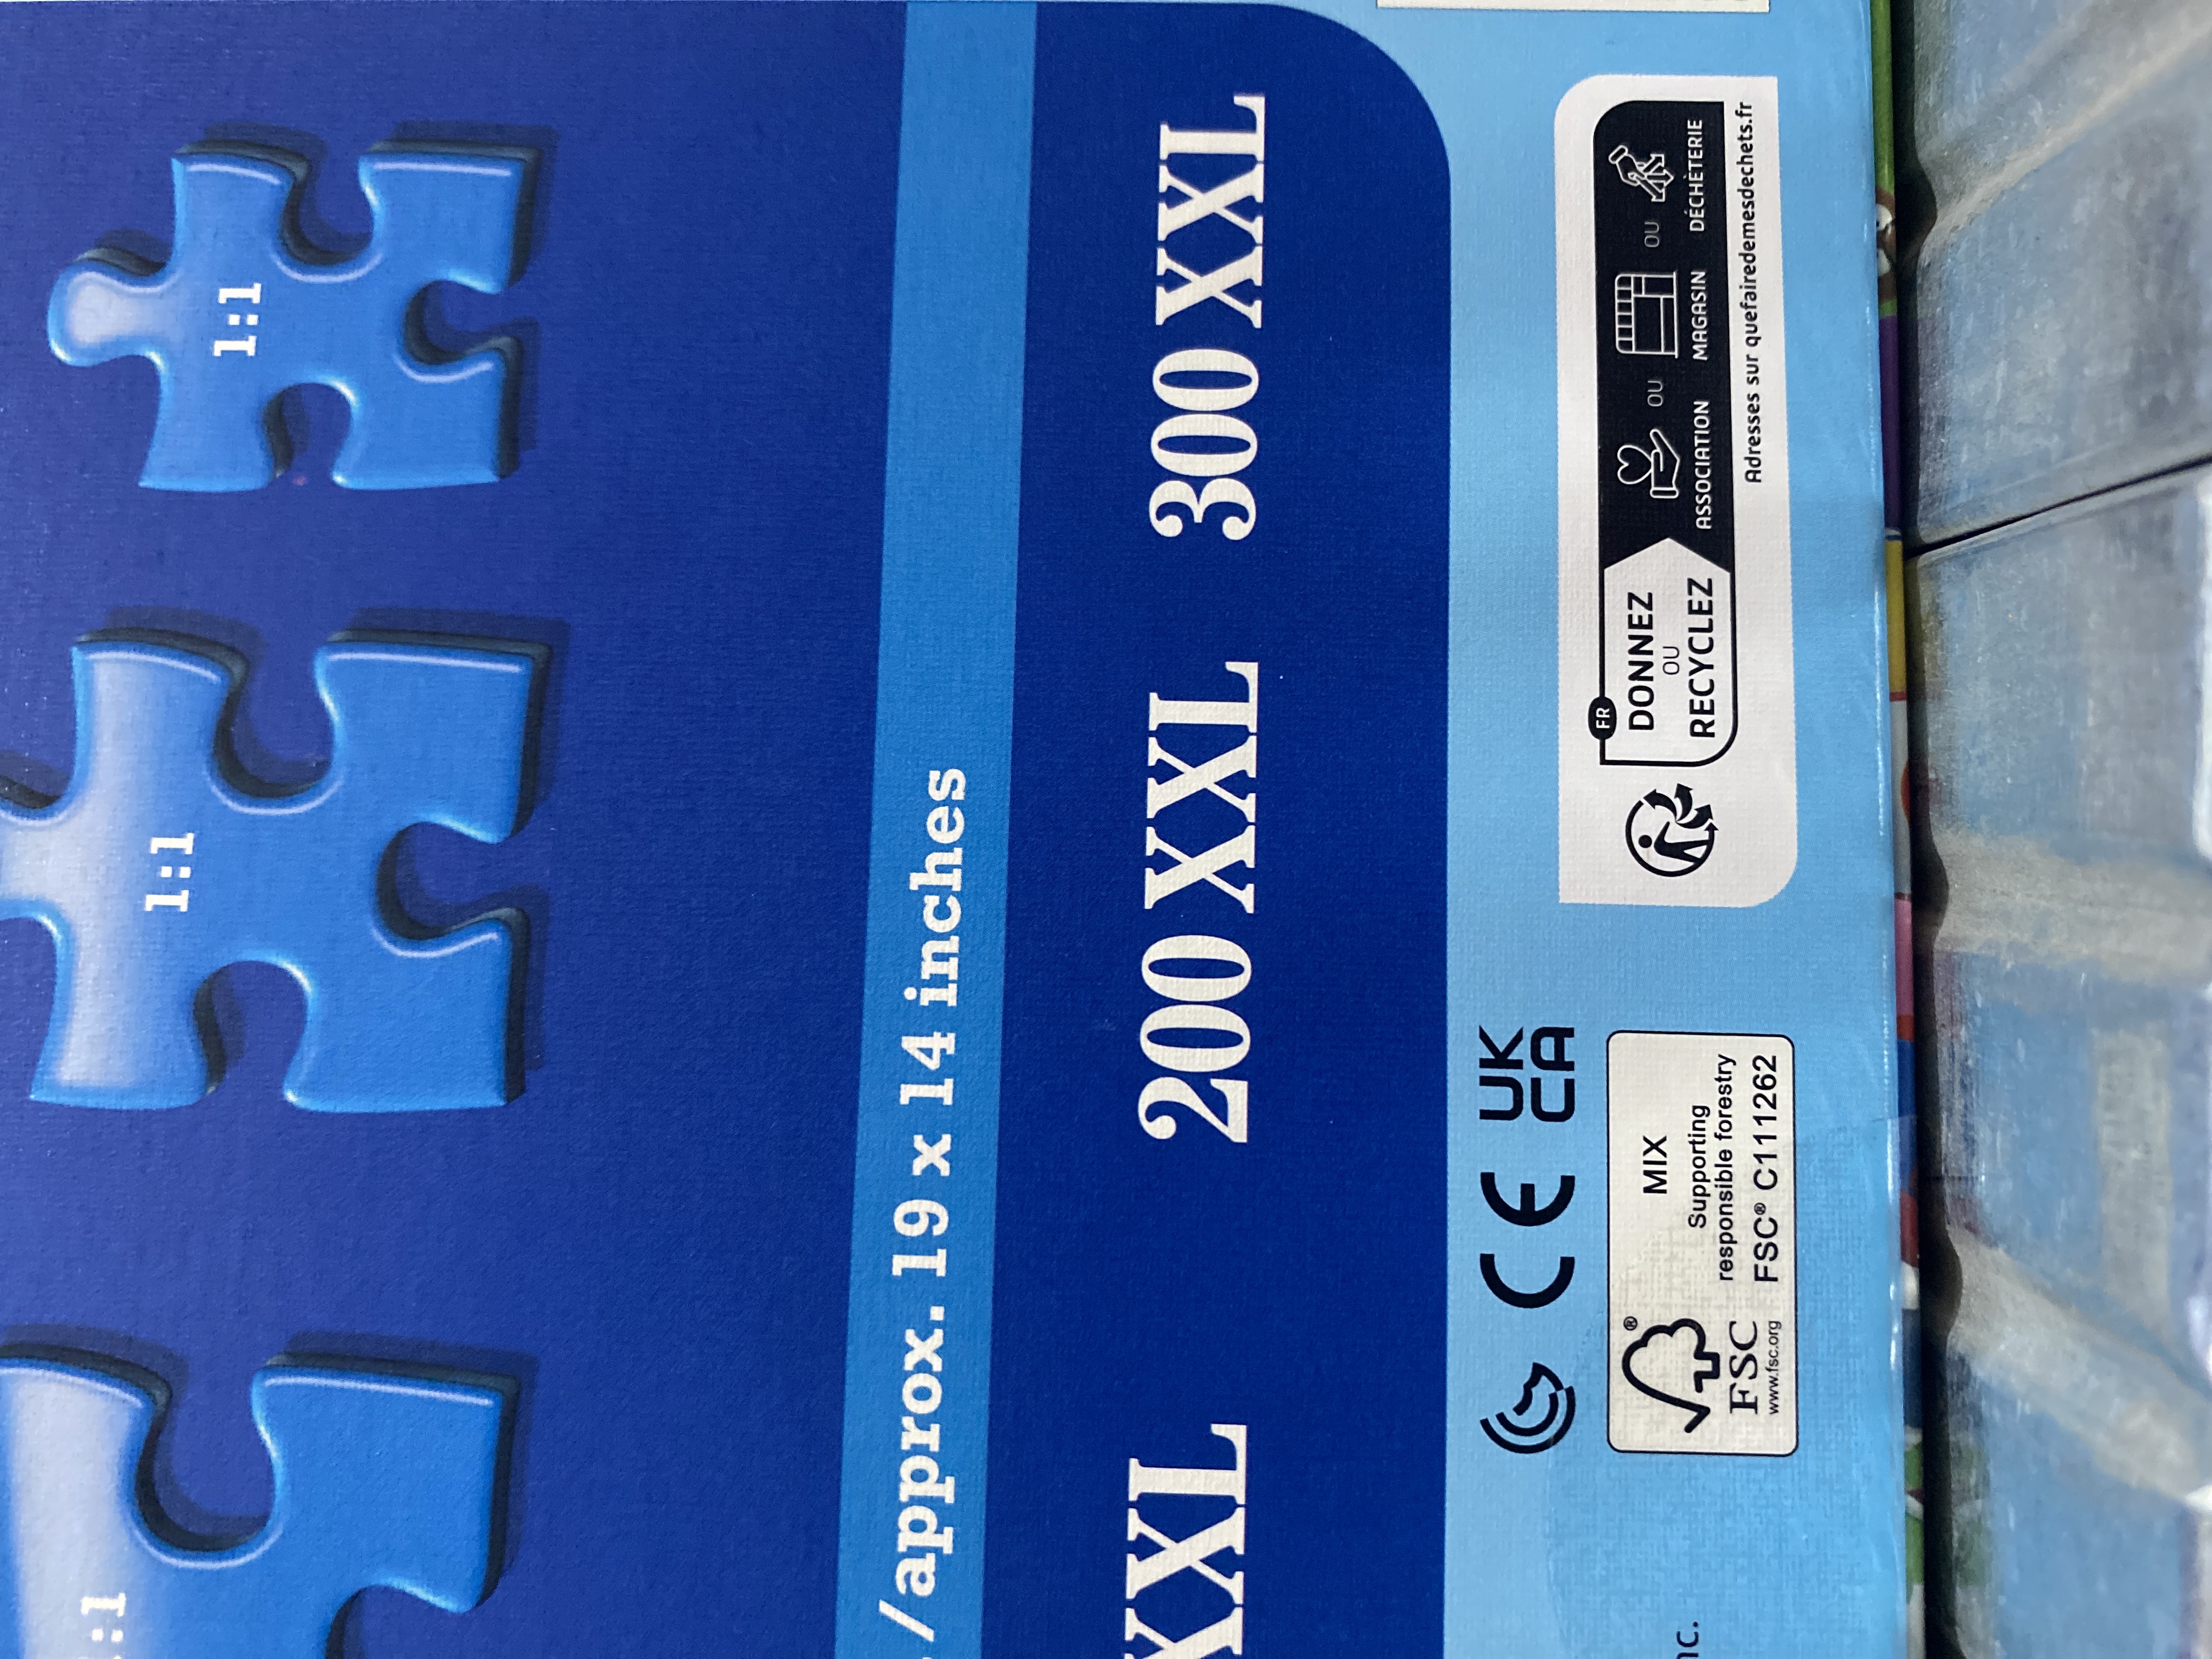 1:1
1:1
1:1
/approx. 19 x 14 inches
XXL
200 XXL
300 XXL
CE
UK
CA
MIX
Supporting
responsible forestry
FSC® C111262
FSC
www.fsc.org
FR
DONNEZ
OU
RECYCLEZ
ASSOCIATION
OU
MAGASIN
OU
DÉCHÈTERIE
Adresses sur quefairedemesdechets.fr